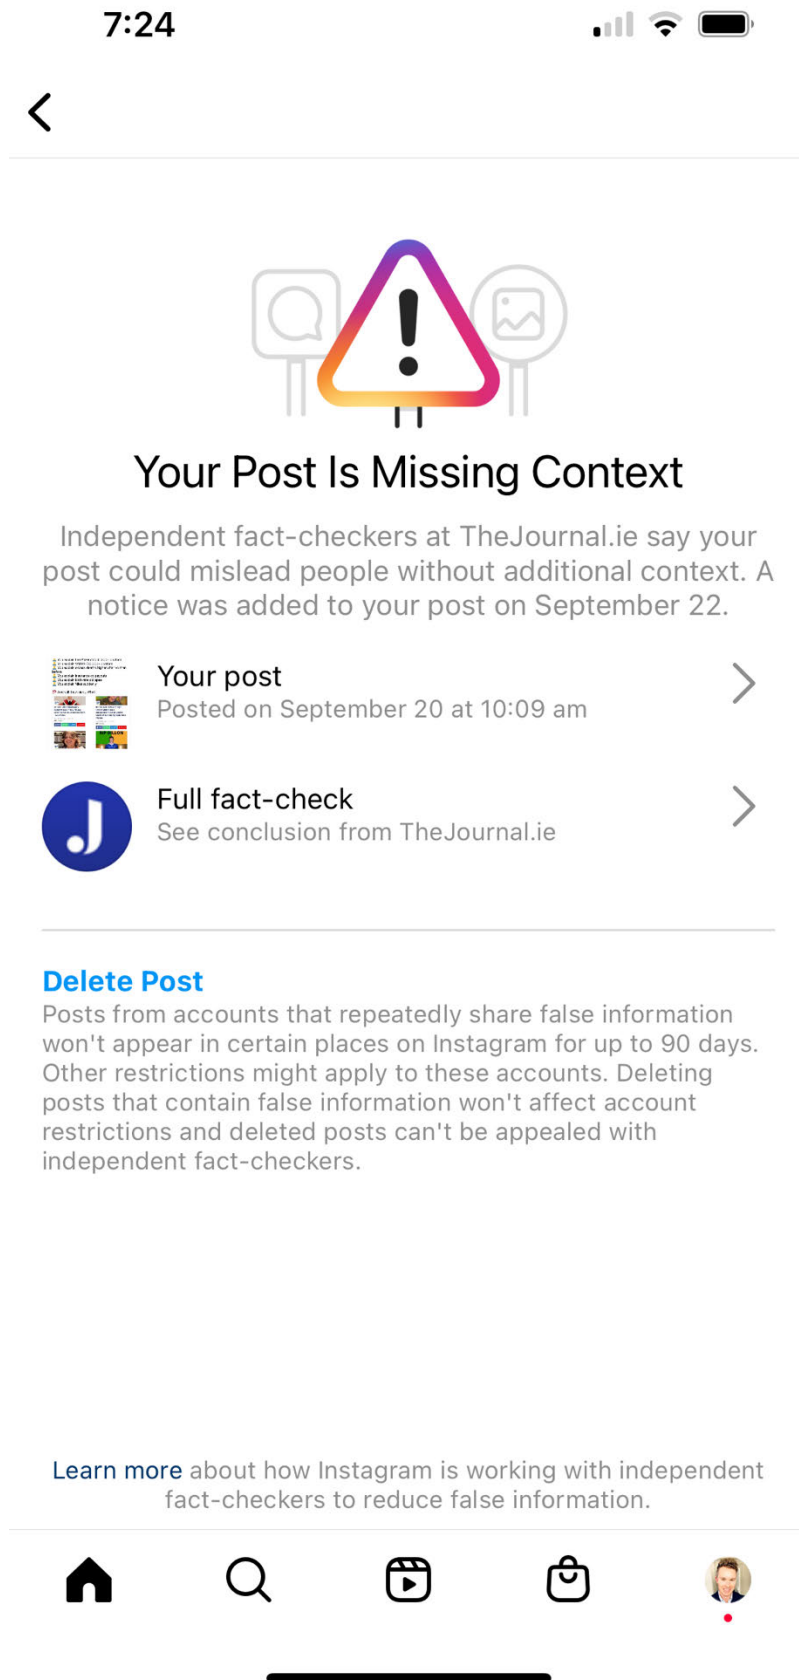 7:24
Your Post Is Missing Context
Independent fact-checkers at TheJournal.ie say your
post could mislead people without additional context. A
notice was added to your post on September 22.
Your post
Posted on September 20 at 10:09 am
Full fact-check
See conclusion from TheJournal.ie
Delete Post
Posts from accounts that repeatedly share false information
won't appear in certain places on Instagram for up to 90 days.
Other restrictions might apply to these accounts. Deleting
posts that contain false information won't affect account
restrictions and deleted posts can't be appealed with
independent fact-checkers.
Learn more about how Instagram is working with independent
fact-checkers to reduce false information.